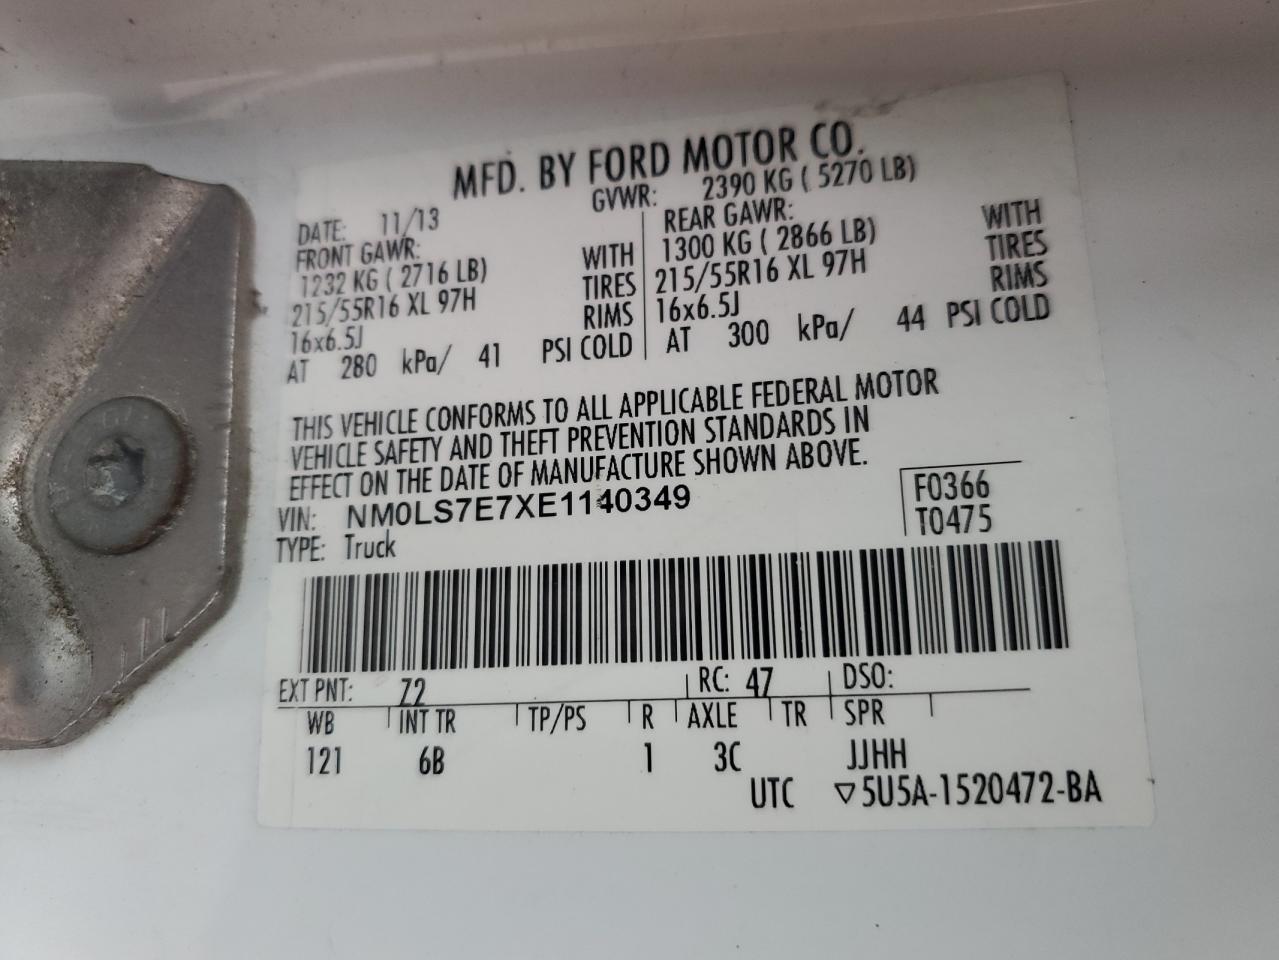 MFD. BY FORD MOTOR CO.
DATE: 11/13 GVWR: 2390 KG ( 5270 LB)
FRONT GAWR: REAR GAWR:
1232 KG ( 2716 LB) WITH 1300 KG ( 2866 LB) WITH
215/55R16 XL 97H TIRES 215/55R16 XL 97H TIRES
16x6.5J RIMS 16x6.5J RIMS
AT 280 kPa/ 41 PSI COLD AT 300 kPa/ 44 PSI COLD
THIS VEHICLE CONFORMS TO ALL APPLICABLE FEDERAL MOTOR
VEHICLE SAFETY AND THEFT PREVENTION STANDARDS IN
EFFECT ON THE DATE OF MANUFACTURE SHOWN ABOVE.
VIN: NM0LS7E7XE1140349 F0366
TYPE: Truck T0475
EXT PNT: Z2 RC: 47 DSO:
WB INT TR TP/PS R AXLE TR SPR
121 6B 1 3C JJHH
UTC ▽5U5A-1520472-BA